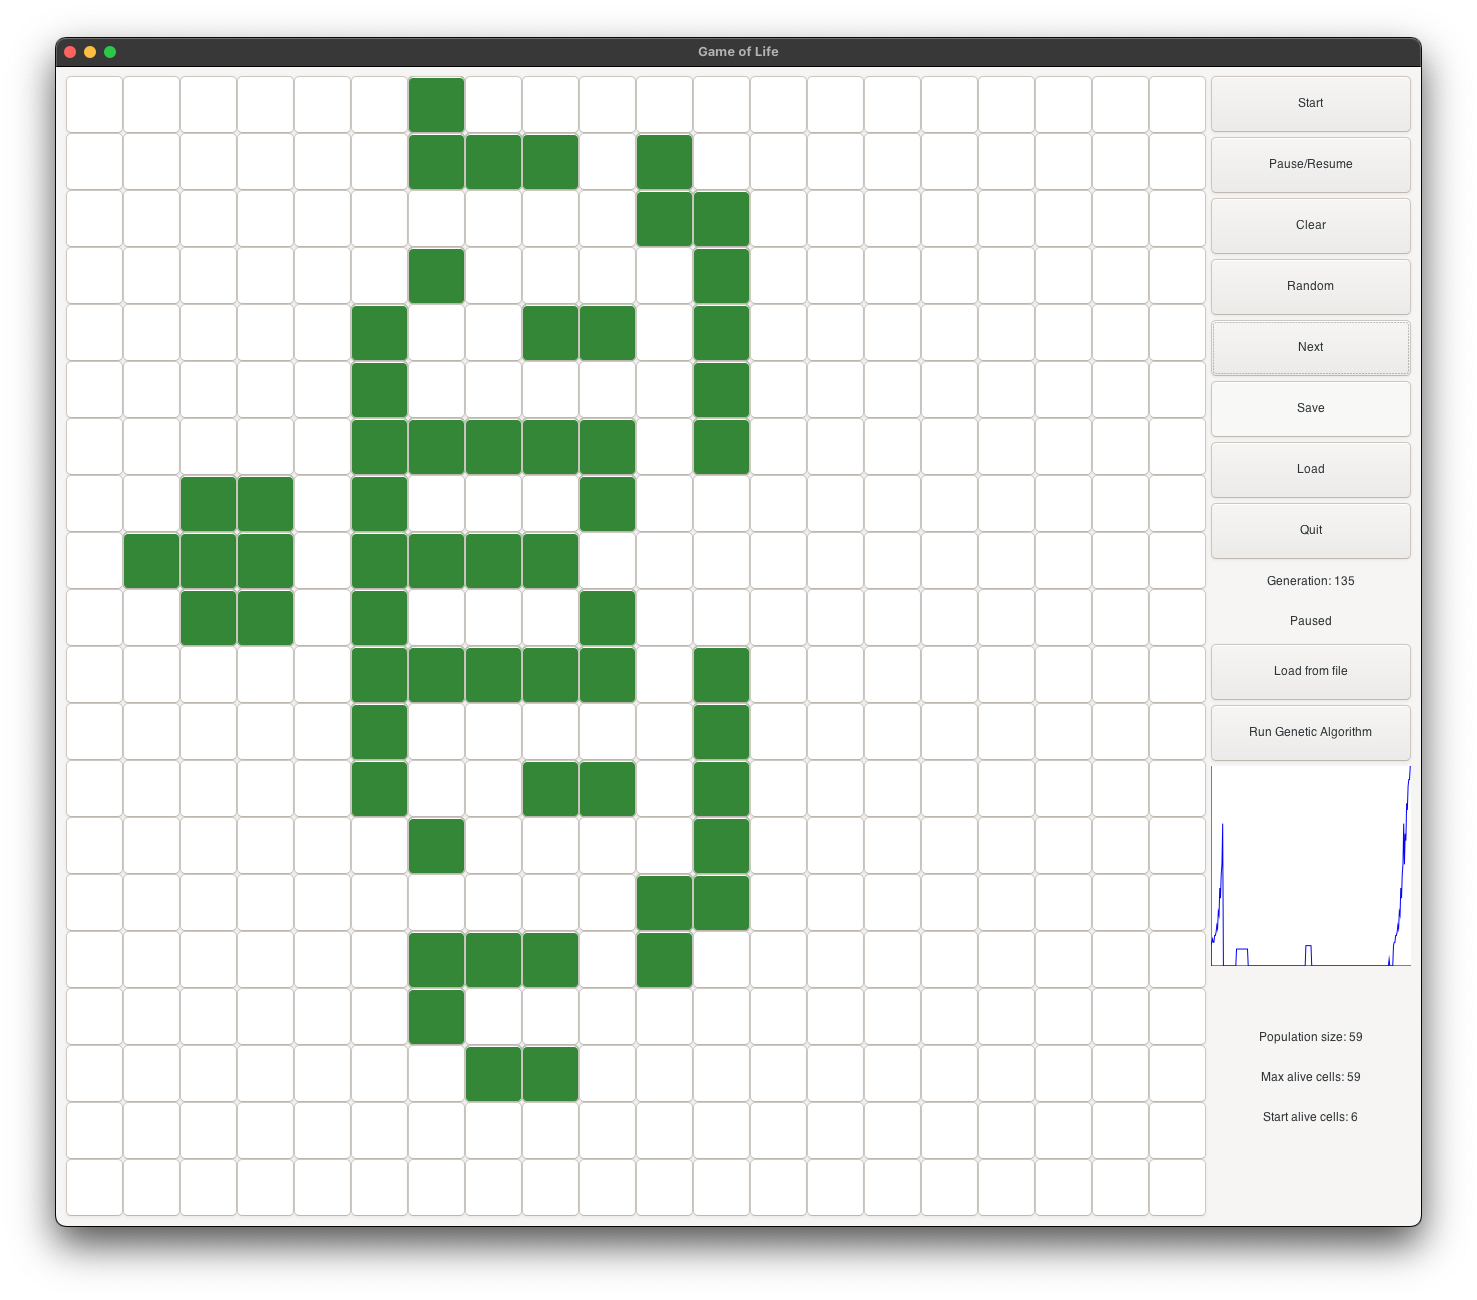 Game of Life
Start
Pause/Resume
Clear
Random
Next
Save
Load
Quit
Generation: 135
Paused
Load from file
Run Genetic Algorithm
Population size: 59
Max alive cells: 59
Start alive cells: 6